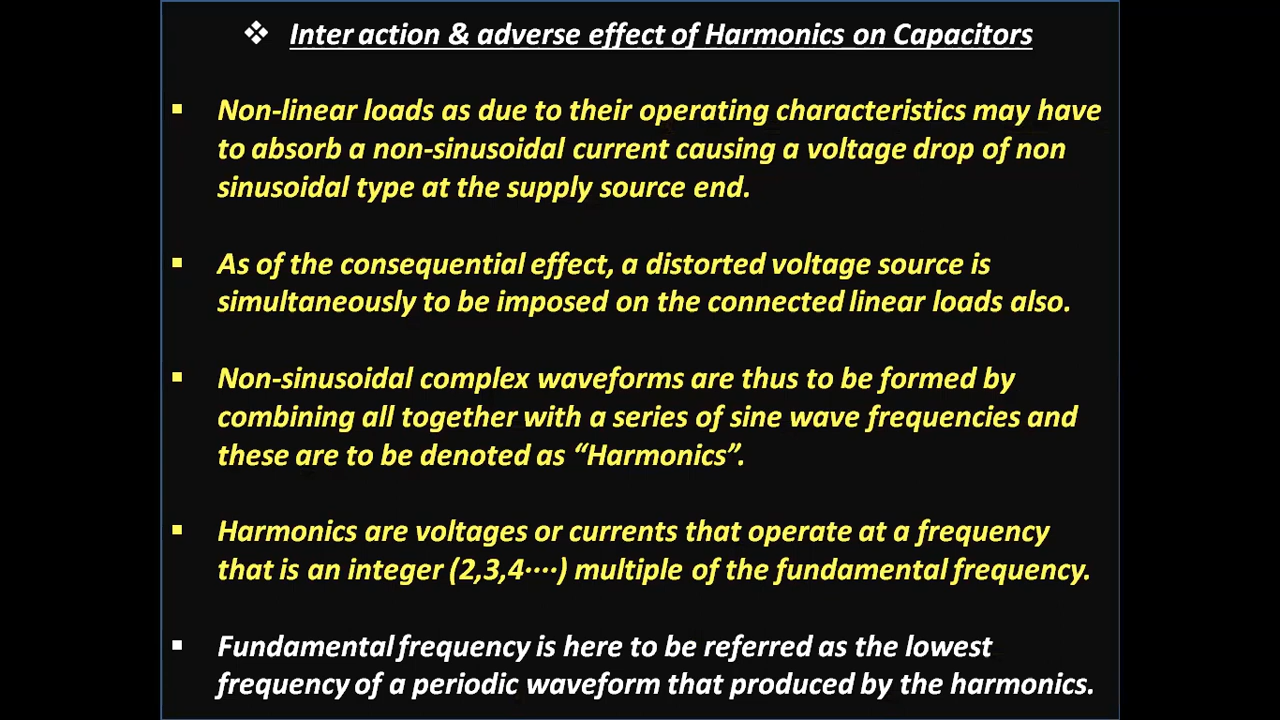 ❖ Inter action & adverse effect of Harmonics on Capacitors
▪ Non-linear loads as due to their operating characteristics may have
to absorb a non-sinusoidal current causing a voltage drop of non
sinusoidal type at the supply source end.
▪ As of the consequential effect, a distorted voltage source is
simultaneously to be imposed on the connected linear loads also.
▪ Non-sinusoidal complex waveforms are thus to be formed by
combining all together with a series of sine wave frequencies and
these are to be denoted as “Harmonics”.
▪ Harmonics are voltages or currents that operate at a frequency
that is an integer (2,3,4····) multiple of the fundamental frequency.
▪ Fundamental frequency is here to be referred as the lowest
frequency of a periodic waveform that produced by the harmonics.